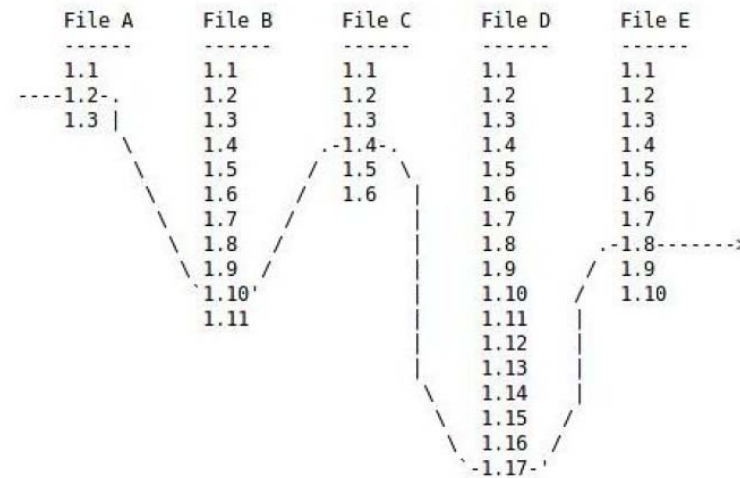 File A File B File C File D File E
------ ------ ------ ------ ------
1.1 1.1 1.1 1.1 1.1
----1.2-. 1.2 1.2 1.2 1.2
1.3 | 1.3 1.3 1.3 1.3
\ 1.4 .-1.4-. 1.4 1.4
\ 1.5 / 1.5 \ 1.5 1.5
\ 1.6 / 1.6 | 1.6 1.6
\ 1.7 / | 1.7 1.7
\ 1.8 / | 1.8 .-1.8------->
\ 1.9 / | 1.9 / 1.9
`1.10' | 1.10 / 1.10
1.11 | 1.11 |
| 1.12 |
| 1.13 |
\ 1.14 |
\ 1.15 /
\ 1.16 /
`-1.17-'